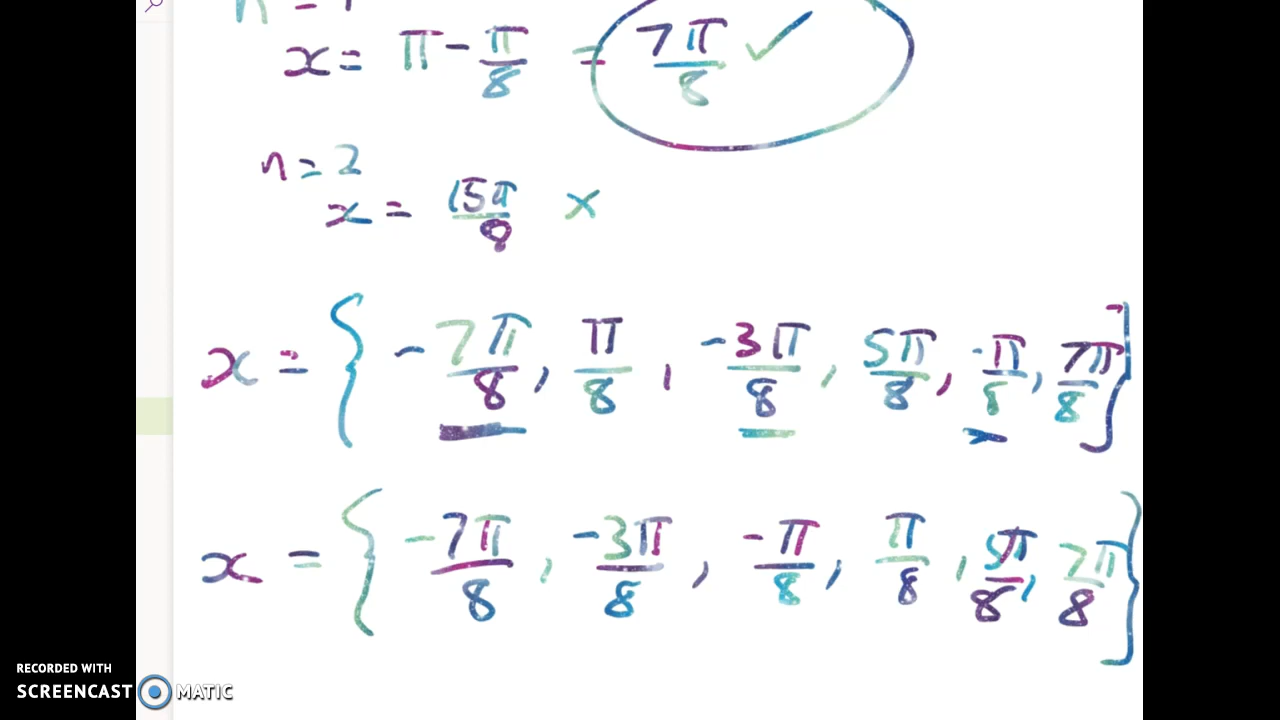 x = π - π/8 = 7π/8 ✓
n = 2
x = 15π/8 ×
x = { -7π/8, π/8, -3π/8, 5π/8, -π/8, 7π/8 }
x = { -7π/8, -3π/8, -π/8, π/8, 5π/8, 7π/8 }
RECORDED WITH
SCREENCAST MATIC